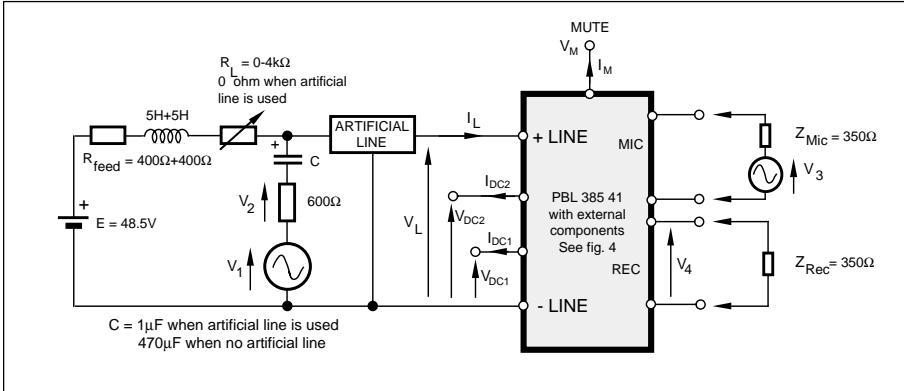 MUTE
V_M
I_M
R_L = 0-4kΩ
0 ohm when artificial
line is used
5H+5H
R_feed = 400Ω+400Ω
ARTIFICIAL
LINE
I_L
+ LINE
MIC
Z_Mic = 350Ω
V_3
+
C
600Ω
V_2
V_1
+
E = 48.5V
V_L
I_DC2
V_DC2
I_DC1
V_DC1
PBL 385 41
with external
components
See fig. 4
REC
V_4
Z_Rec = 350Ω
- LINE
C = 1µF when artificial line is used
470µF when no artificial line